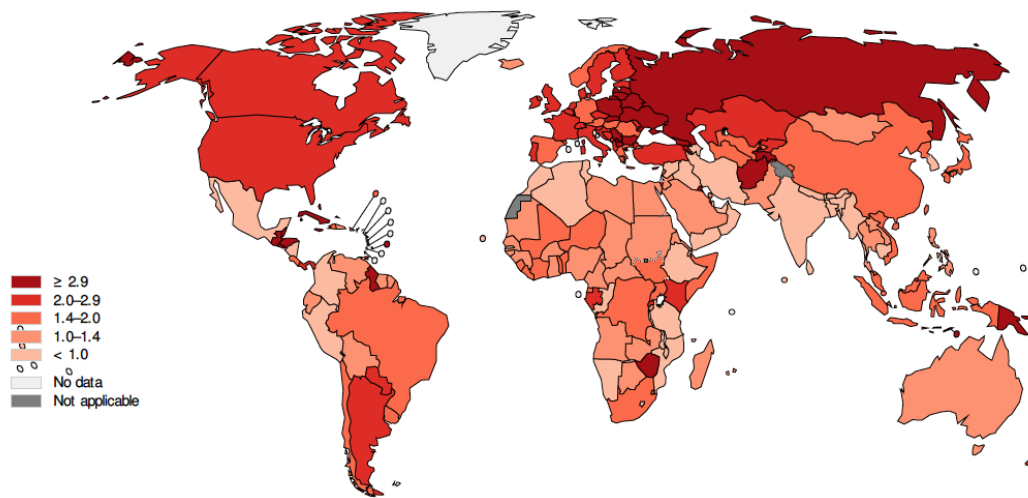 ≥ 2.9
2.0–2.9
1.4–2.0
1.0–1.4
< 1.0
No data
Not applicable